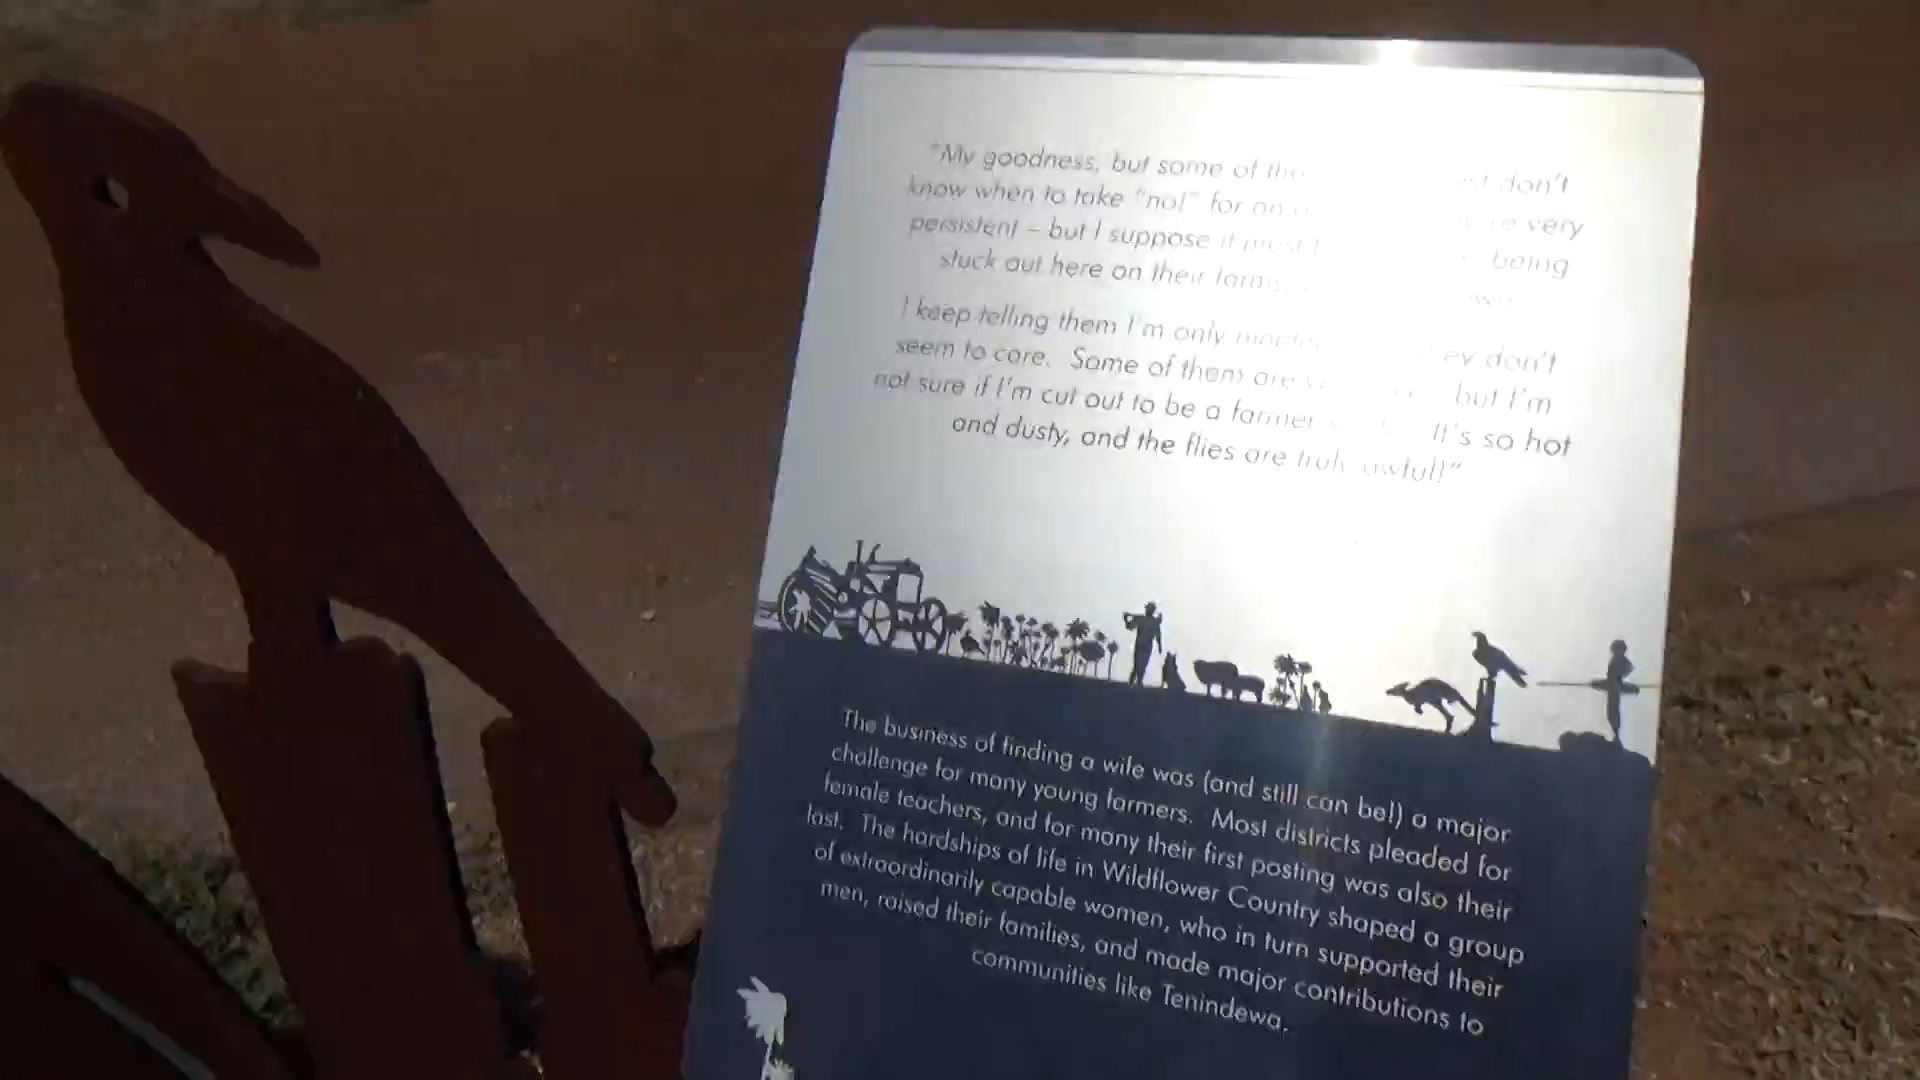 "My goodness, but some of the don't
know when to take "no!" for an very
persistent – but I suppose it must being
stuck out here on their farms
I keep telling them I'm only don't
seem to care. Some of them are but I'm
not sure if I'm cut out to be a farmer It's so hot
and dusty, and the flies are truly awful!"
The business of finding a wife was (and still can be!) a major
challenge for many young farmers. Most districts pleaded for
female teachers, and for many their first posting was also their
last. The hardships of life in Wildflower Country shaped a group
of extraordinarily capable women, who in turn supported their
men, raised their families, and made major contributions to
communities like Tenindewa.